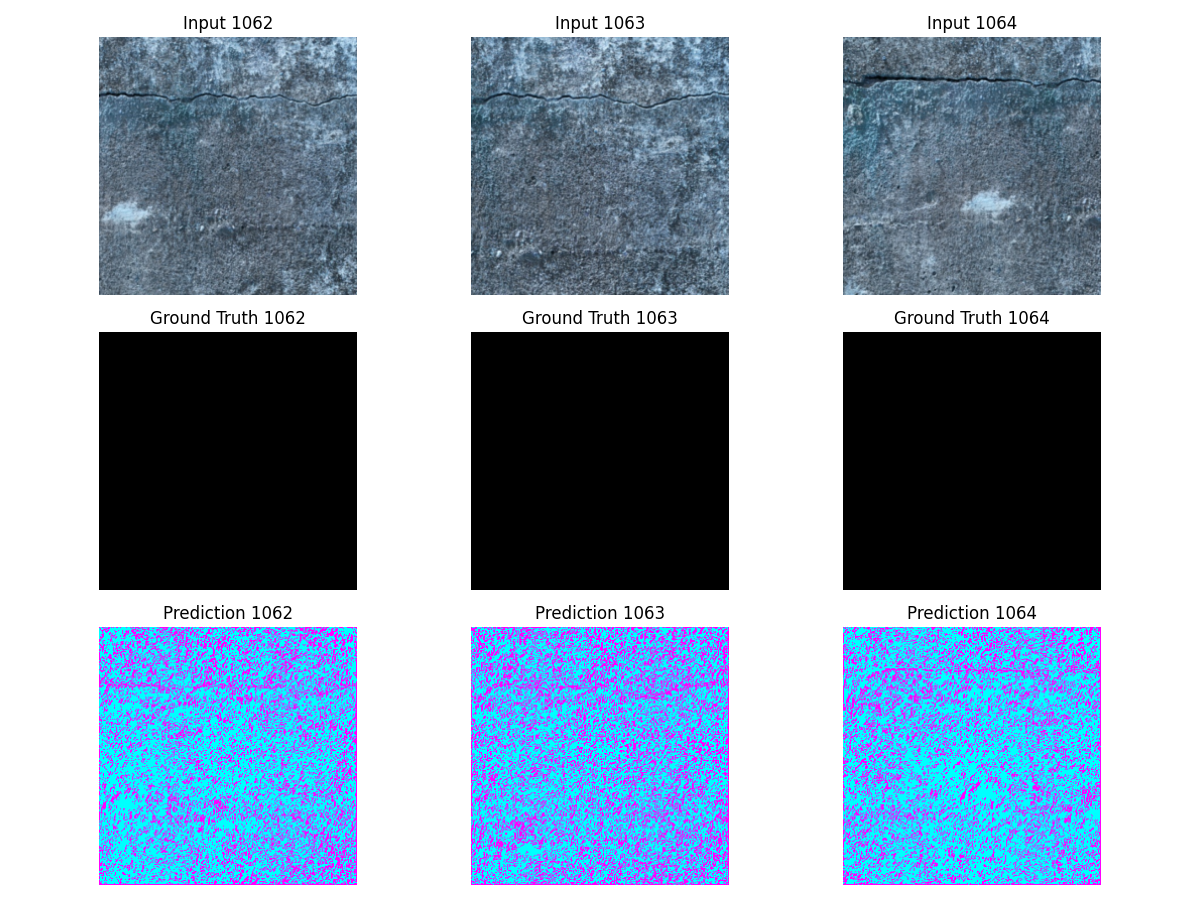 Input 1062
Input 1063
Input 1064
Ground Truth 1062
Ground Truth 1063
Ground Truth 1064
Prediction 1062
Prediction 1063
Prediction 1064